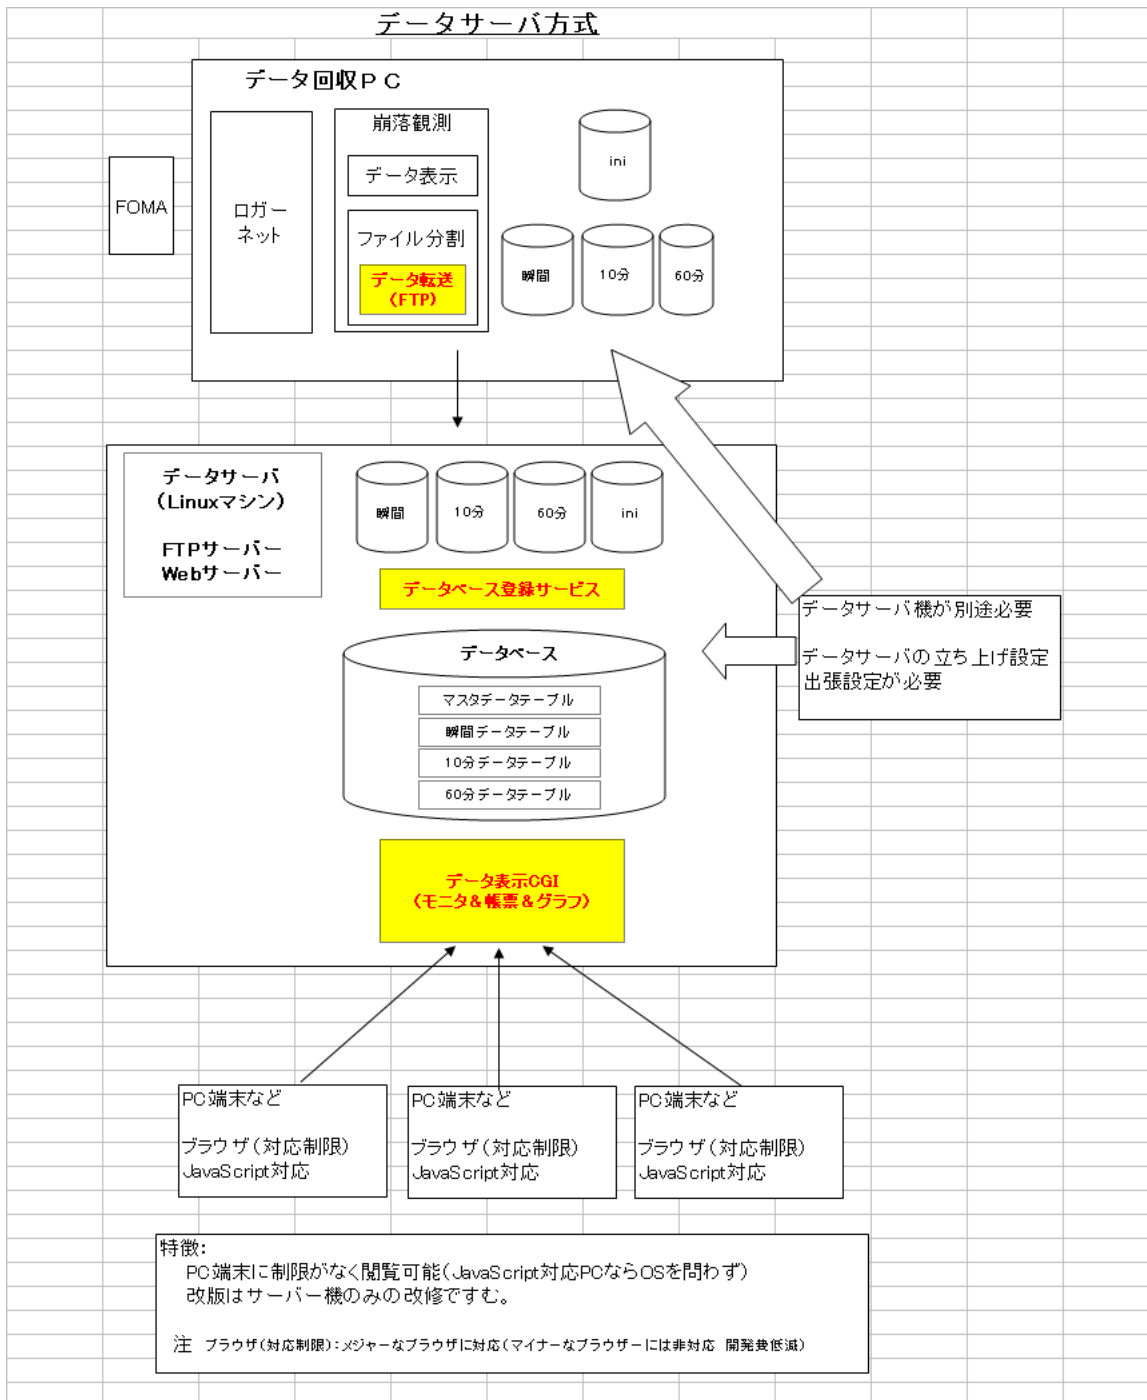 データサーバ方式
データ回収ＰＣ
FOMA
ロガー
ネット
崩落観測
データ表示
ファイル分割
データ転送
(FTP)
ini
瞬間
10分
60分
データサーバ
(Linuxマシン)
FTPサーバー
Webサーバー
瞬間
10分
60分
ini
データベース登録サービス
データベース
マスタデータテーブル
瞬間データテーブル
10分データテーブル
60分データテーブル
データサーバ機が別途必要
データサーバの立ち上げ設定
出張設定が必要
データ表示CGI
(モニタ＆帳票＆グラフ)
PC端末など
ブラウザ(対応制限)
JavaScript対応
PC端末など
ブラウザ(対応制限)
JavaScript対応
PC端末など
ブラウザ(対応制限)
JavaScript対応
特徴:
PC端末に制限がなく閲覧可能(JavaScript対応PCならOSを問わず)
改版はサーバー機のみの改修ですむ。
注 ブラウザ(対応制限):メジャーなブラウザに対応(マイナーなブラウザーには非対応 開発費低減)